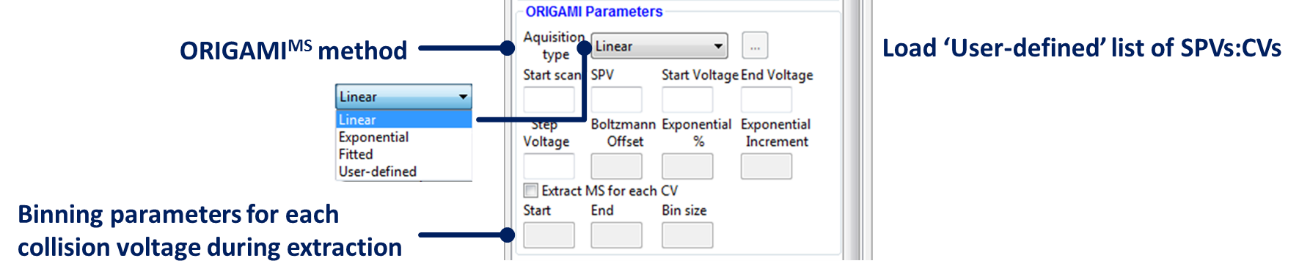 ORIGAMI Parameters
ORIGAMIᴹˢ method
Aquisition type
Linear
...
Load ‘User-defined’ list of SPVs:CVs
Start scan SPV Start Voltage End Voltage
Linear
Linear
Exponential
Fitted
User-defined
Step Voltage
Boltzmann Offset
Exponential %
Exponential Increment
Extract MS for each CV
Start End Bin size
Binning parameters for each
collision voltage during extraction